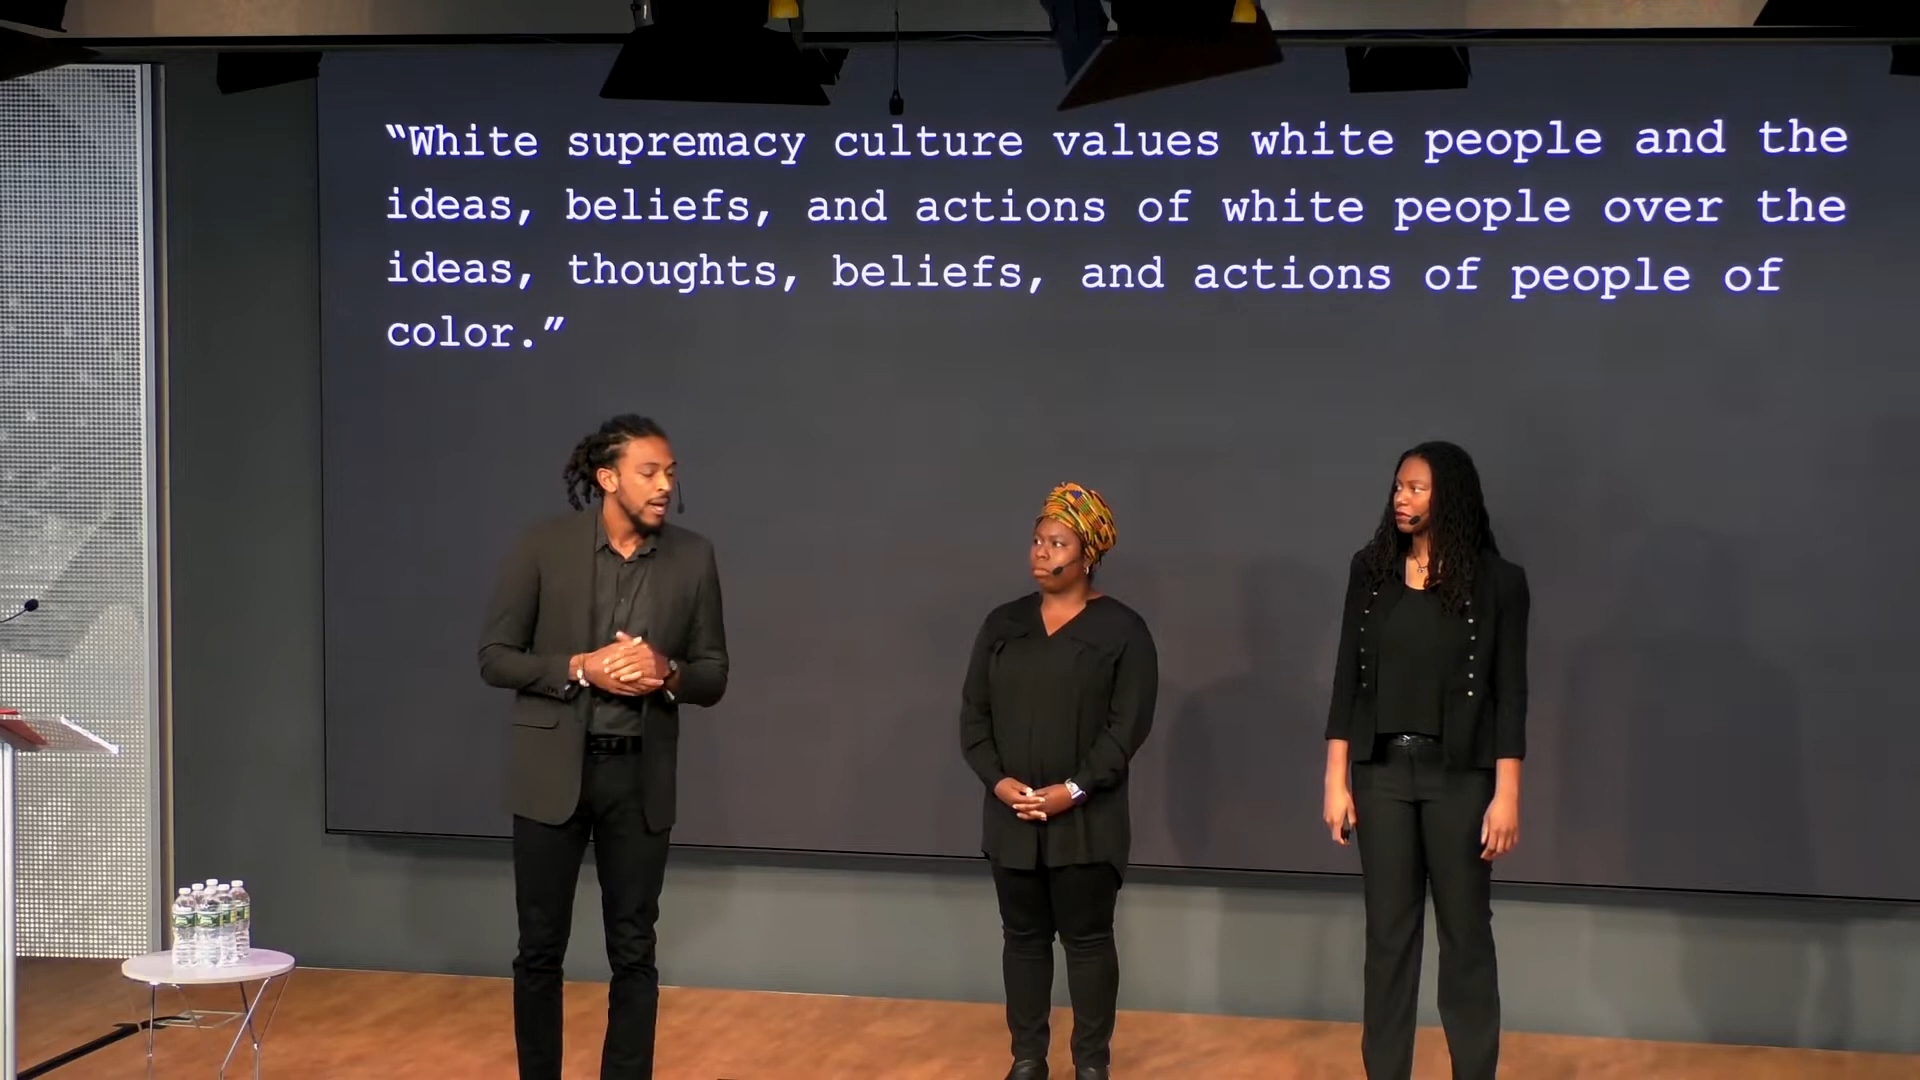 “White supremacy culture values white people and the
ideas, beliefs, and actions of white people over the
ideas, thoughts, beliefs, and actions of people of
color.”